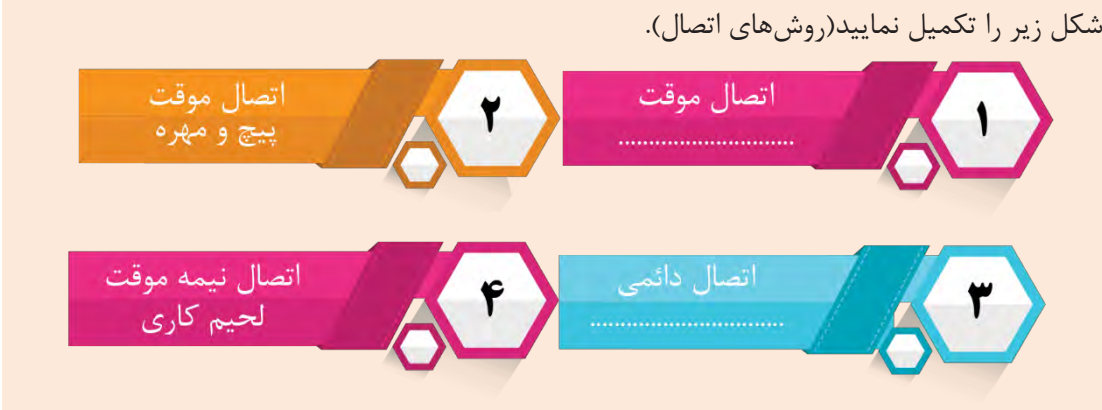 شکل زیر را تکمیل نمایید(روش‌های اتصال).
۱
اتصال موقت
.............................
۲
اتصال موقت
پیچ و مهره
۳
اتصال دائمی
................................
۴
اتصال نیمه موقت
لحیم کاری